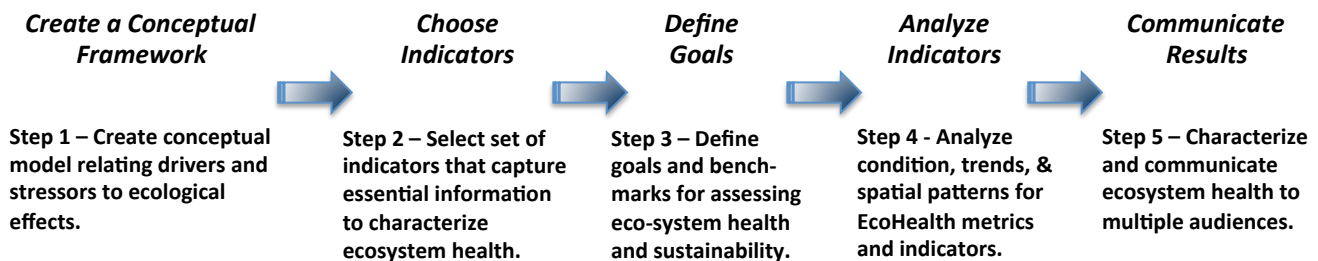 Create a Conceptual
Framework
Choose
Indicators
Define
Goals
Analyze
Indicators
Communicate
Results
Step 1 – Create conceptual
model relating drivers and
stressors to ecological
effects.
Step 2 – Select set of
indicators that capture
essential information
to characterize
ecosystem health.
Step 3 – Define
goals and bench-
marks for assessing
eco-system health
and sustainability.
Step 4 - Analyze
condition, trends, &
spatial patterns for
EcoHealth metrics
and indicators.
Step 5 – Characterize
and communicate
ecosystem health to
multiple audiences.